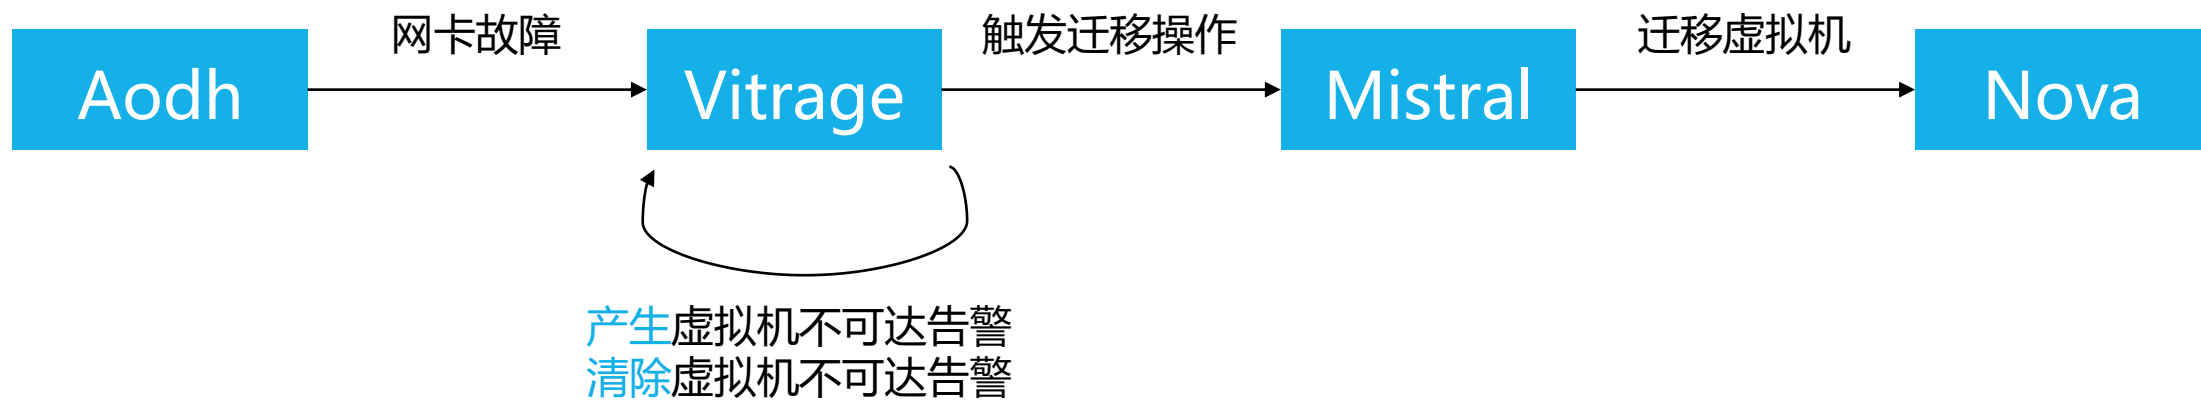 网卡故障
触发迁移操作
迁移虚拟机
Aodh
Vitrage
Mistral
Nova
产生虚拟机不可达告警
清除虚拟机不可达告警